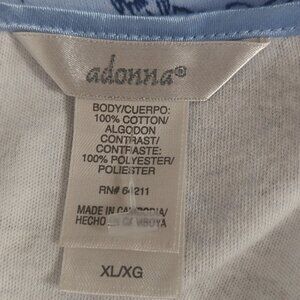 adonna®
BODY/CUERPO:
100% COTTON/
ALGODON
CONTRAST/
CONTRASTE:
100% POLYESTER/
POLIESTER
RN# 64211
MADE IN CAMBODIA/
HECHO EN CAMBOYA
XL/XG